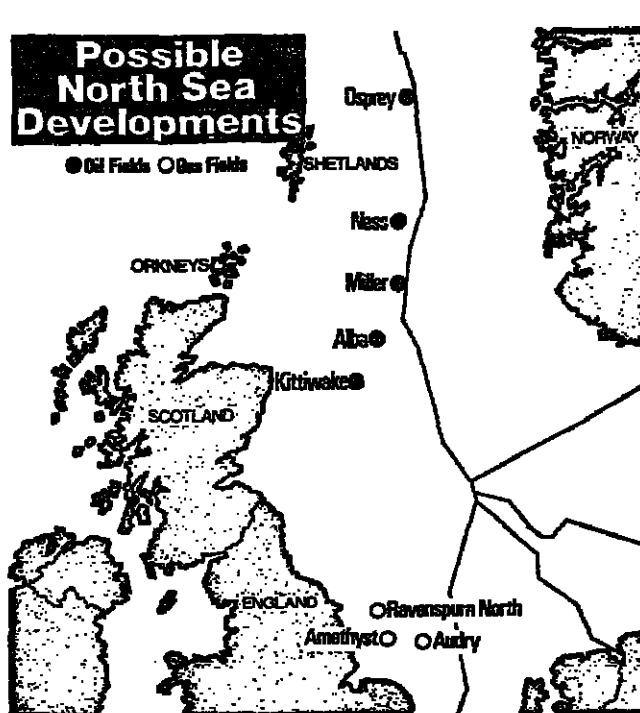 Possible
North Sea
Developments
Oil Fields Gas Fields
Osprey
NORWAY
SHETLANDS
Ness
ORKNEYS
Miller
Alba
Kittiwake
SCOTLAND
ENGLAND
Ravenspurn North
Amethyst
Audry